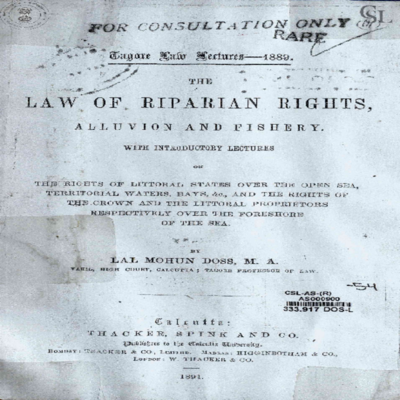 CSL
FOR CONSULTATION ONLY
RARE
Tagore Law Lectures—1889.
THE
LAW OF RIPARIAN RIGHTS,
ALLUVION AND FISHERY.
WITH INTRODUCTORY LECTURES
ON
THE RIGHTS OF LITTORAL STATES OVER THE OPEN SEA,
TERRITORIAL WATERS, BAYS, &c., AND THE RIGHTS OF
THE CROWN AND THE LITTORAL PROPRIETORS
RESPECTIVELY OVER THE FORESHORE
OF THE SEA.
BY
LAL MOHUN DOSS, M. A.
VAKIL, HIGH COURT, CALCUTTA; TAGORE PROFESSOR OF LAW.
-54
CSL-AS-(R)
AS000900
333.917 DOS-L
Calcutta:
THACKER, SPINK AND CO.
Publishers to the Calcutta University.
BOMBAY: THACKER & CO., LIMITED. MADRAS: HIGGINBOTHAM & CO.
LONDON: W. THACKER & CO.
1891.